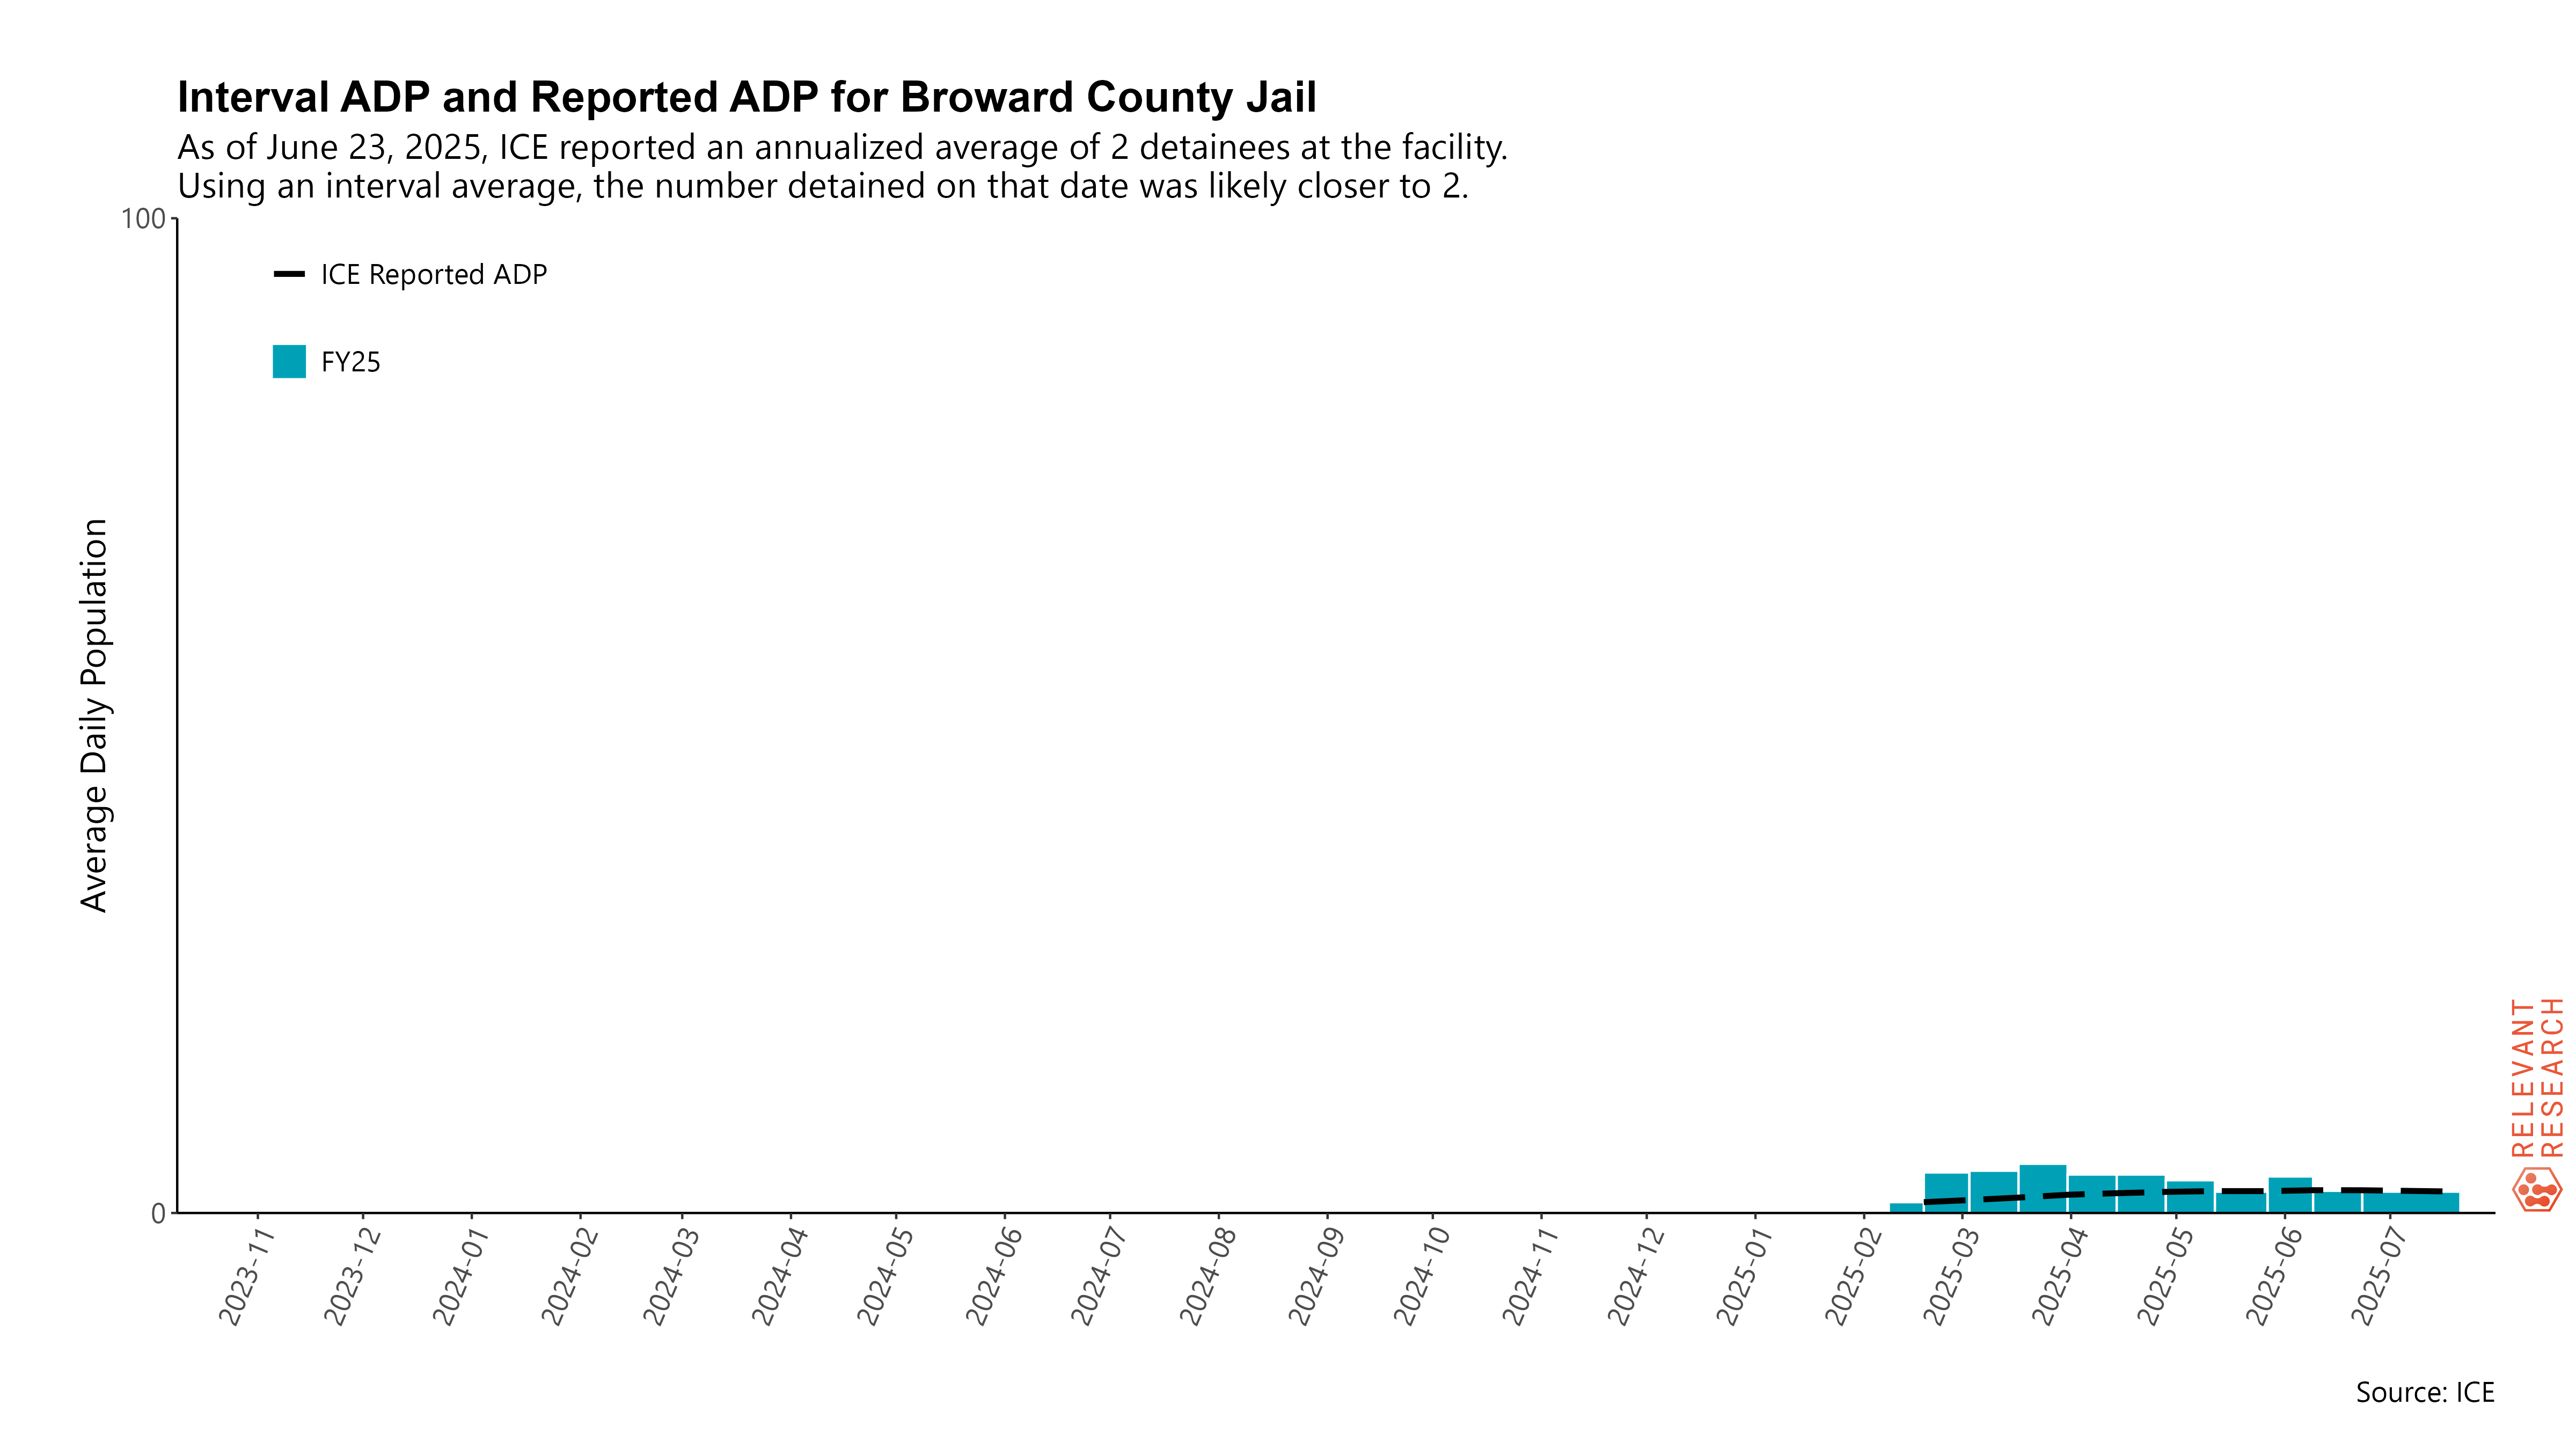 Interval ADP and Reported ADP for Broward County Jail
As of June 23, 2025, ICE reported an annualized average of 2 detainees at the facility.
Using an interval average, the number detained on that date was likely closer to 2.
100
ICE Reported ADP
FY25
Average Daily Population
0
2023-11
2023-12
2024-01
2024-02
2024-03
2024-04
2024-05
2024-06
2024-07
2024-08
2024-09
2024-10
2024-11
2024-12
2025-01
2025-02
2025-03
2025-04
2025-05
2025-06
2025-07
RELEVANT
RESEARCH
Source: ICE